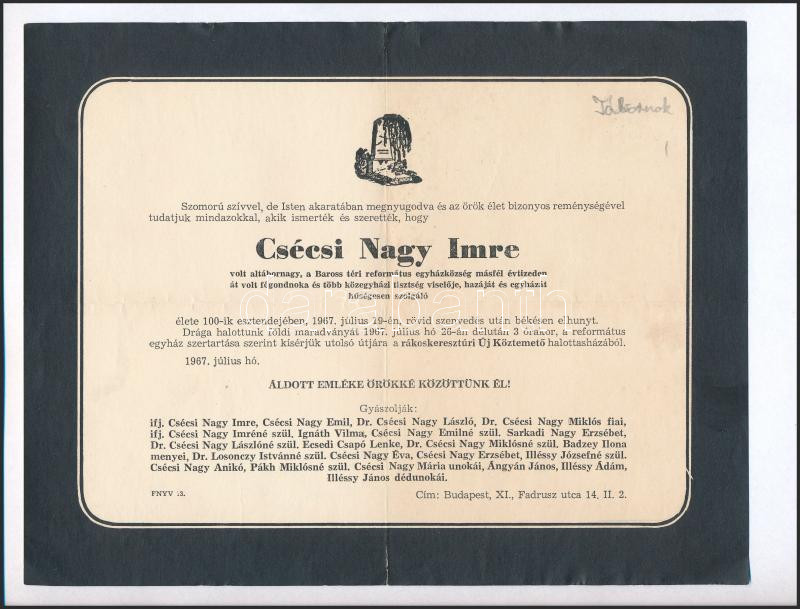 Tábornok
Szomorú szívvel, de Isten akaratában megnyugodva és az örök élet bizonyos reménységével
tudatjuk mindazokkal, akik ismerték és szerették, hogy
Csécsi Nagy Imre
volt altábornagy, a Baross téri református egyházközség másfél évtizeden
át volt főgondnoka és több közegyházi tisztség viselője, hazáját és egyházát
hűségesen szolgáló
élete 100-ik esztendejében, 1967. július 19-én, rövid szenvedés után békésen elhunyt.
Drága halottunk földi maradványát 1967. július hó 26-án délután 3 órakor, a református
egyház szertartása szerint kísérjük utolsó útjára a rákoskeresztúri Új Köztemető halottasházából.
1967. július hó.
ÁLDOTT EMLÉKE ÖRÖKKÉ KÖZÖTTÜNK ÉL!
Gyászolják:
ifj. Csécsi Nagy Imre, Csécsi Nagy Emil, Dr. Csécsi Nagy László, Dr. Csécsi Nagy Miklós fiai,
ifj. Csécsi Nagy Imréné szül. Ignáth Vilma, Csécsi Nagy Emilné szül. Sarkadi Nagy Erzsébet,
Dr. Csécsi Nagy Lászlóné szül. Ecsedi Csapó Lenke, Dr. Csécsi Nagy Miklósné szül. Badzey Ilona
menyei, Dr. Losonczy Istvánné szül. Csécsi Nagy Éva, Csécsi Nagy Erzsébet, Illéssy Józsefné szül.
Csécsi Nagy Anikó, Pákh Miklósné szül. Csécsi Nagy Mária unokái, Ángyán János, Illéssy Ádám,
Illéssy János dédunokái.
FNYV 13.
Cím: Budapest, XI., Fadrusz utca 14. II. 2.
darabanth